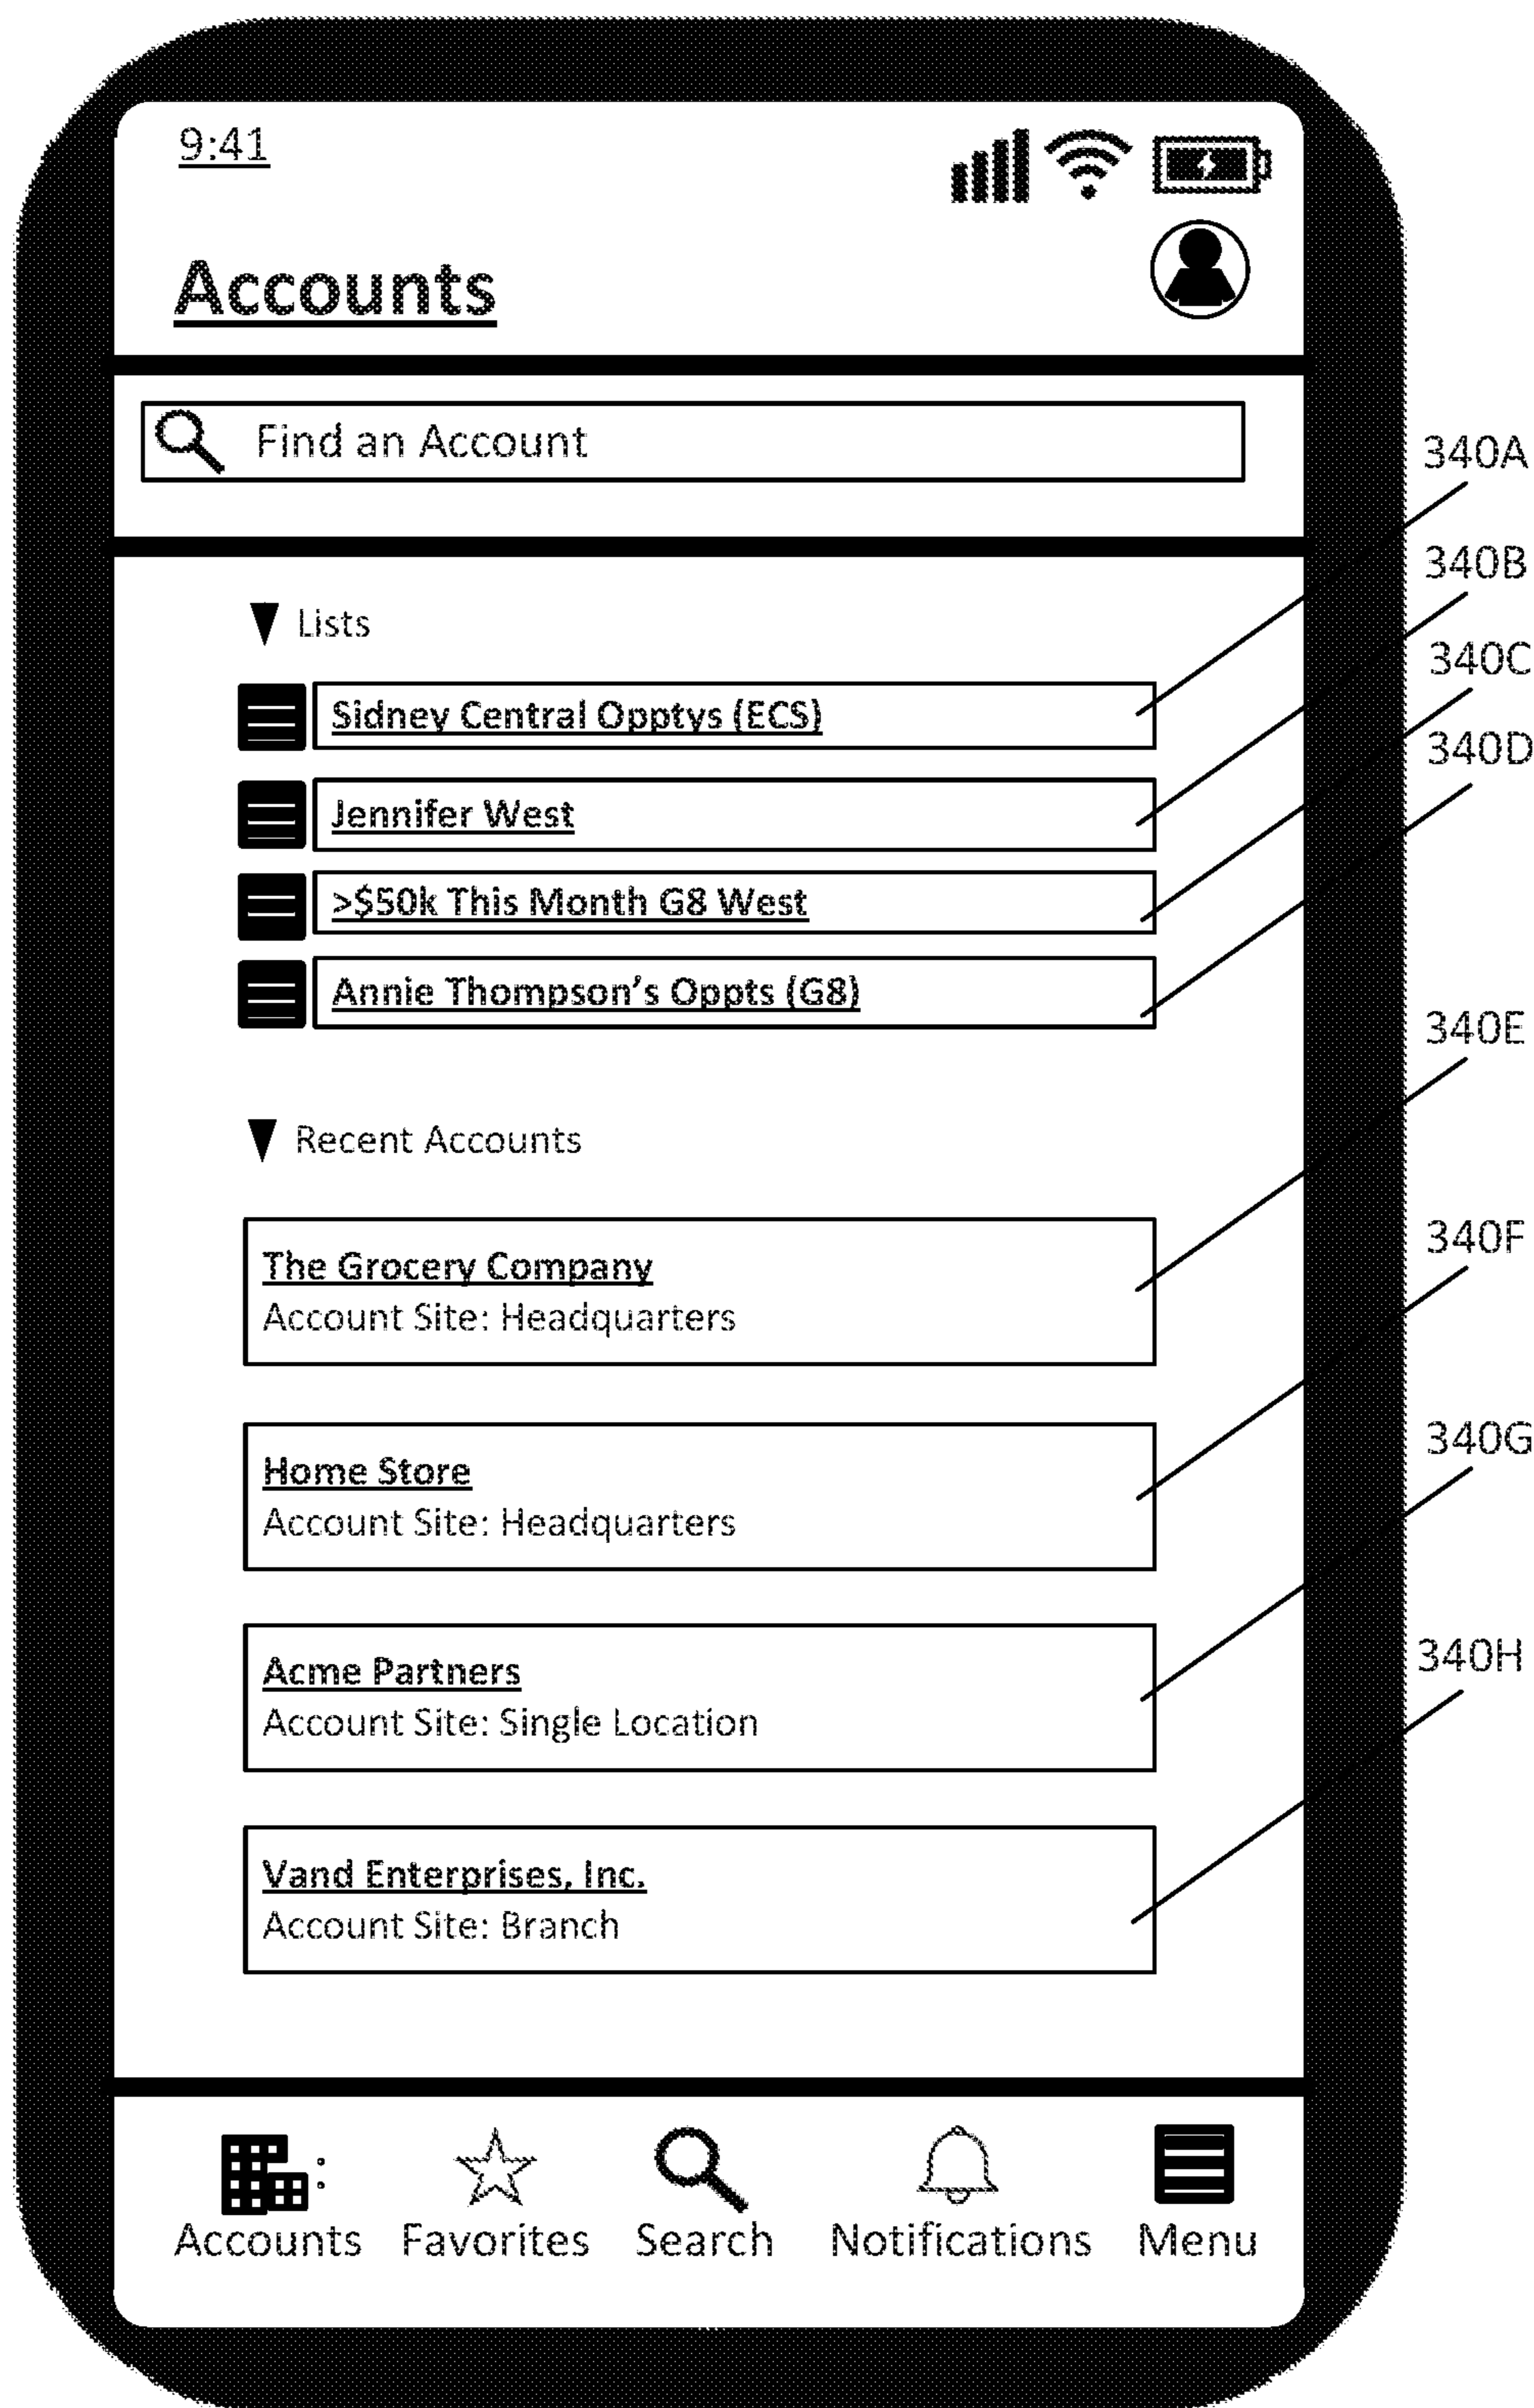 9:41
Accounts
Find an Account
340A
340B
340C
340D
Lists
Sidney Central Opptys (ECS)
Jennifer West
>$50k This Month G8 West
Annie Thompson's Oppts (G8)
340E
Recent Accounts
The Grocery Company
Account Site: Headquarters
340F
Home Store
Account Site: Headquarters
340G
Acme Partners
Account Site: Single Location
340H
Vand Enterprises, Inc.
Account Site: Branch
Accounts Favorites Search Notifications Menu